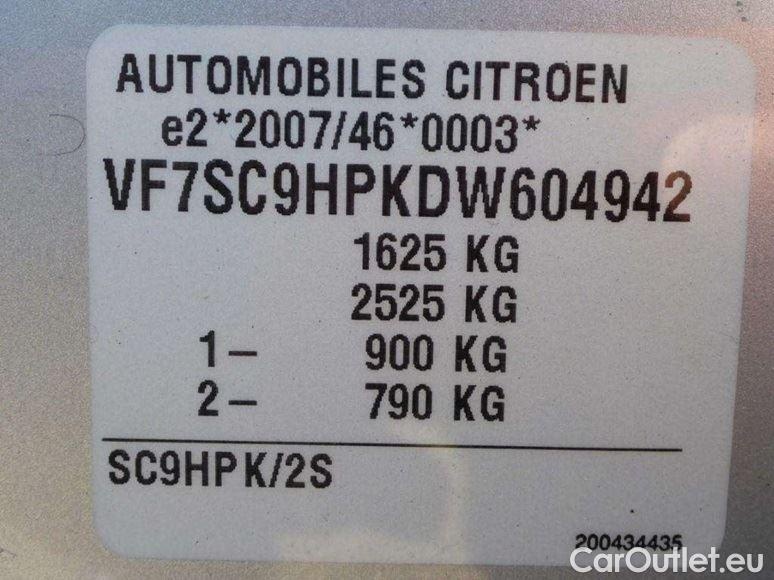 AUTOMOBILES CITROEN
e2*2007/46*0003*
VF7SC9HPKDW604942
1625 KG
2525 KG
1- 900 KG
2- 790 KG
SC9HPK/2S
200434435
CarOutlet.eu